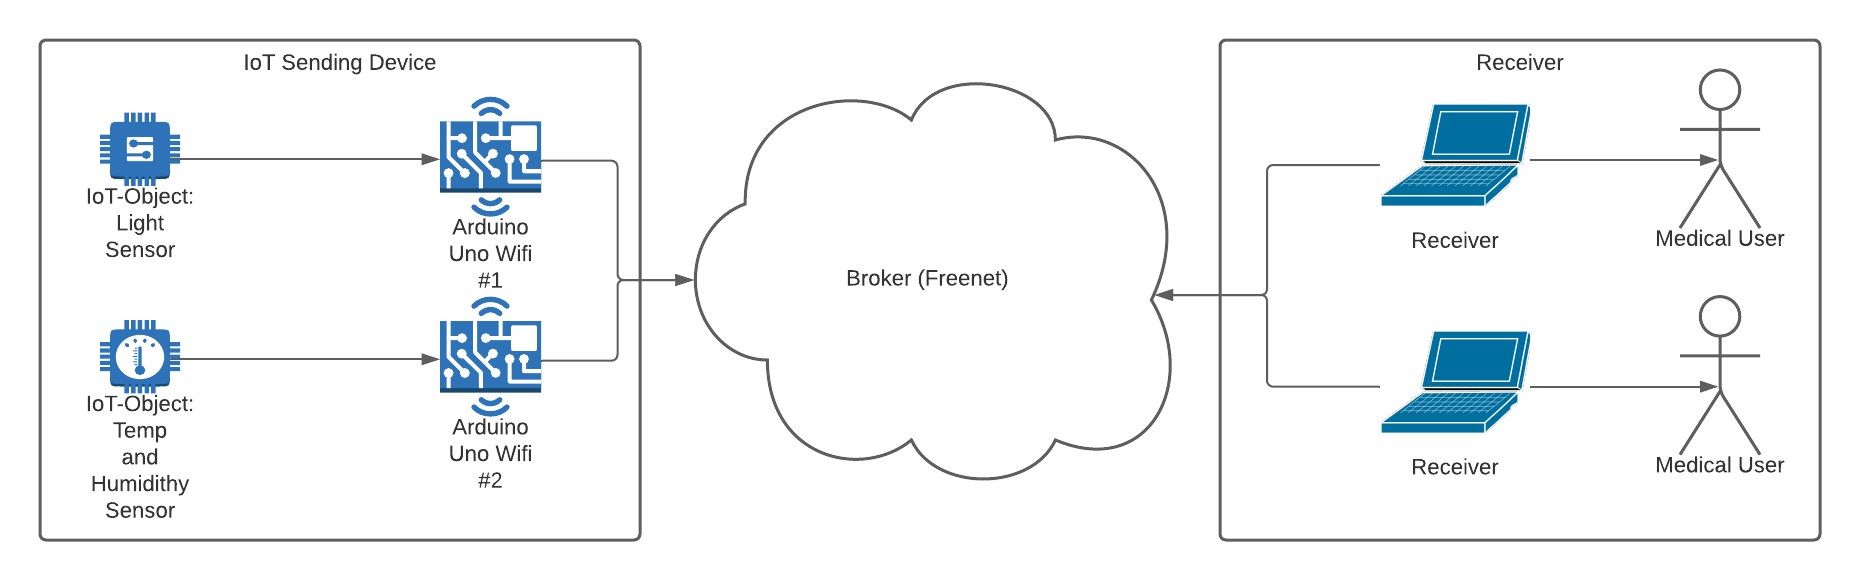 IoT Sending Device
IoT-Object:
Light
Sensor
Arduino
Uno Wifi
#1
IoT-Object:
Temp
and
Humidithy
Sensor
Arduino
Uno Wifi
#2
Broker (Freenet)
Receiver
Receiver
Medical User
Receiver
Medical User